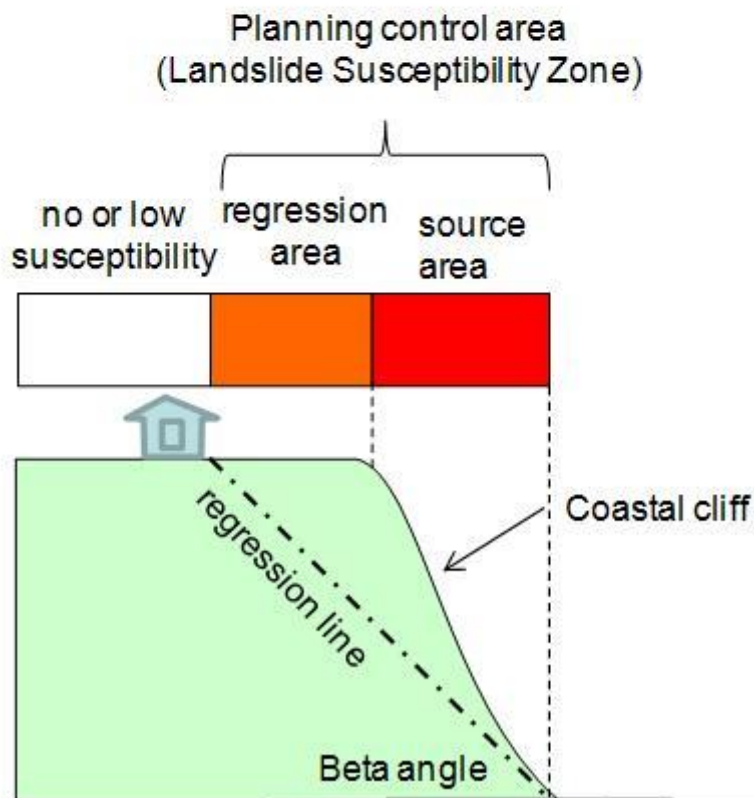 Planning control area
(Landslide Susceptibility Zone)
no or low
susceptibility
regression
area
source
area
Coastal cliff
regression line
Beta angle